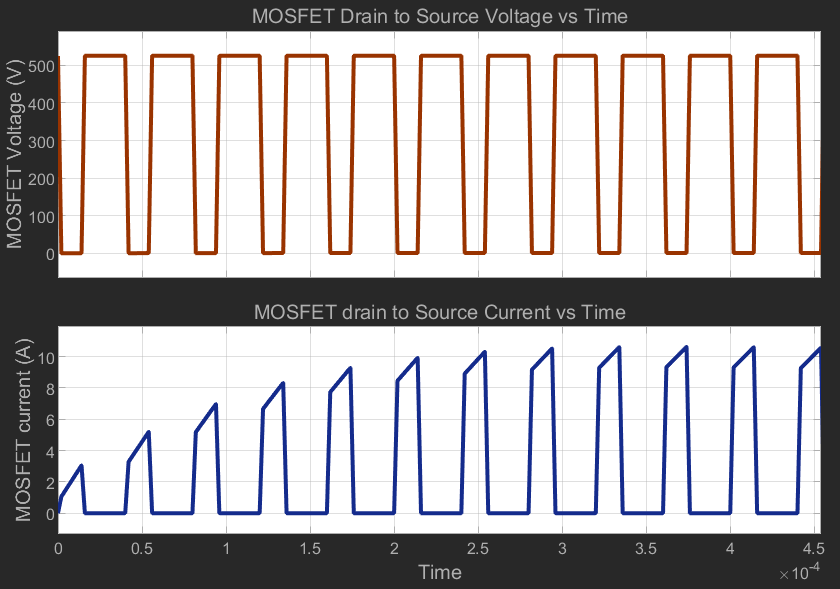 MOSFET Drain to Source Voltage vs Time
MOSFET Voltage (V)
500
400
300
200
100
0
MOSFET drain to Source Current vs Time
MOSFET current (A)
10
8
6
4
2
0
0 0.5 1 1.5 2 2.5 3 3.5 4 4.5
Time
×10⁻⁴